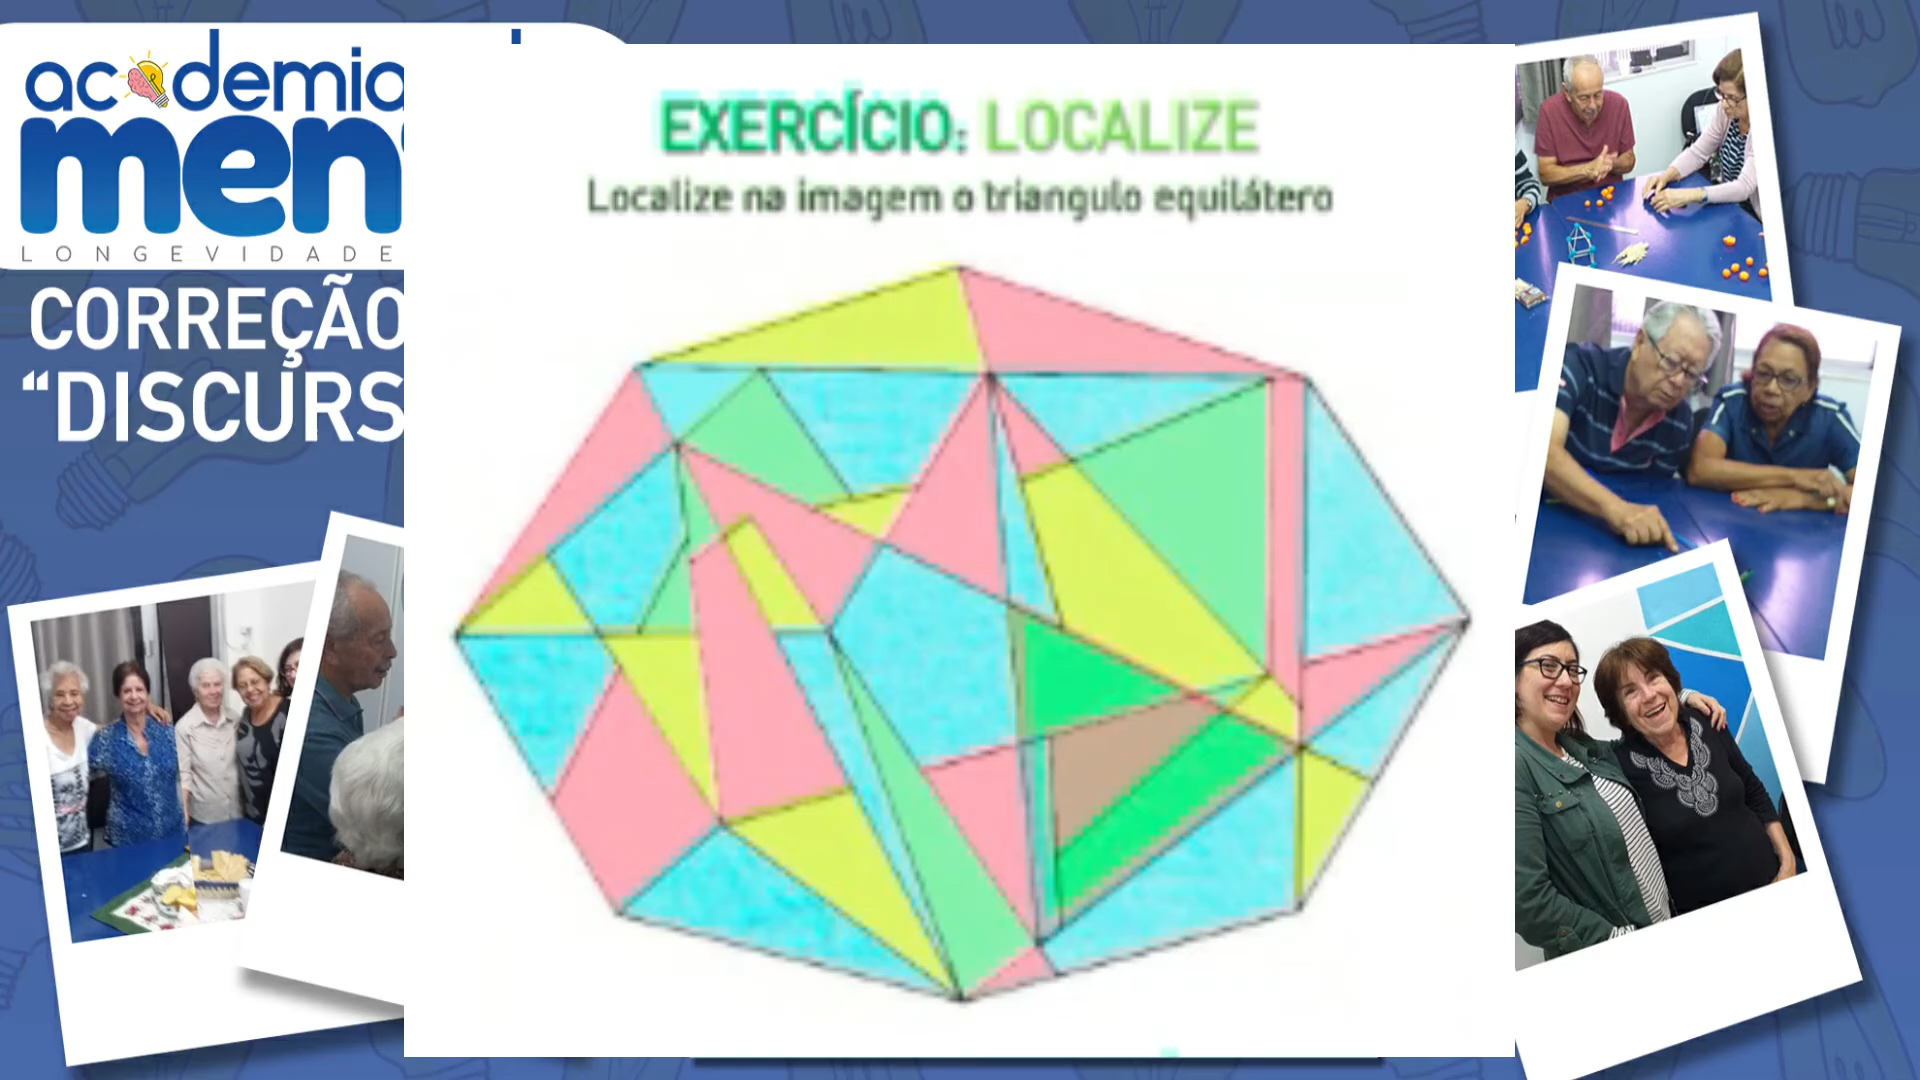 academia
men
LONGEVIDADE
CORREÇÃO
“DISCURS
EXERCÍCIO: LOCALIZE
Localize na imagem o triangulo equilátero